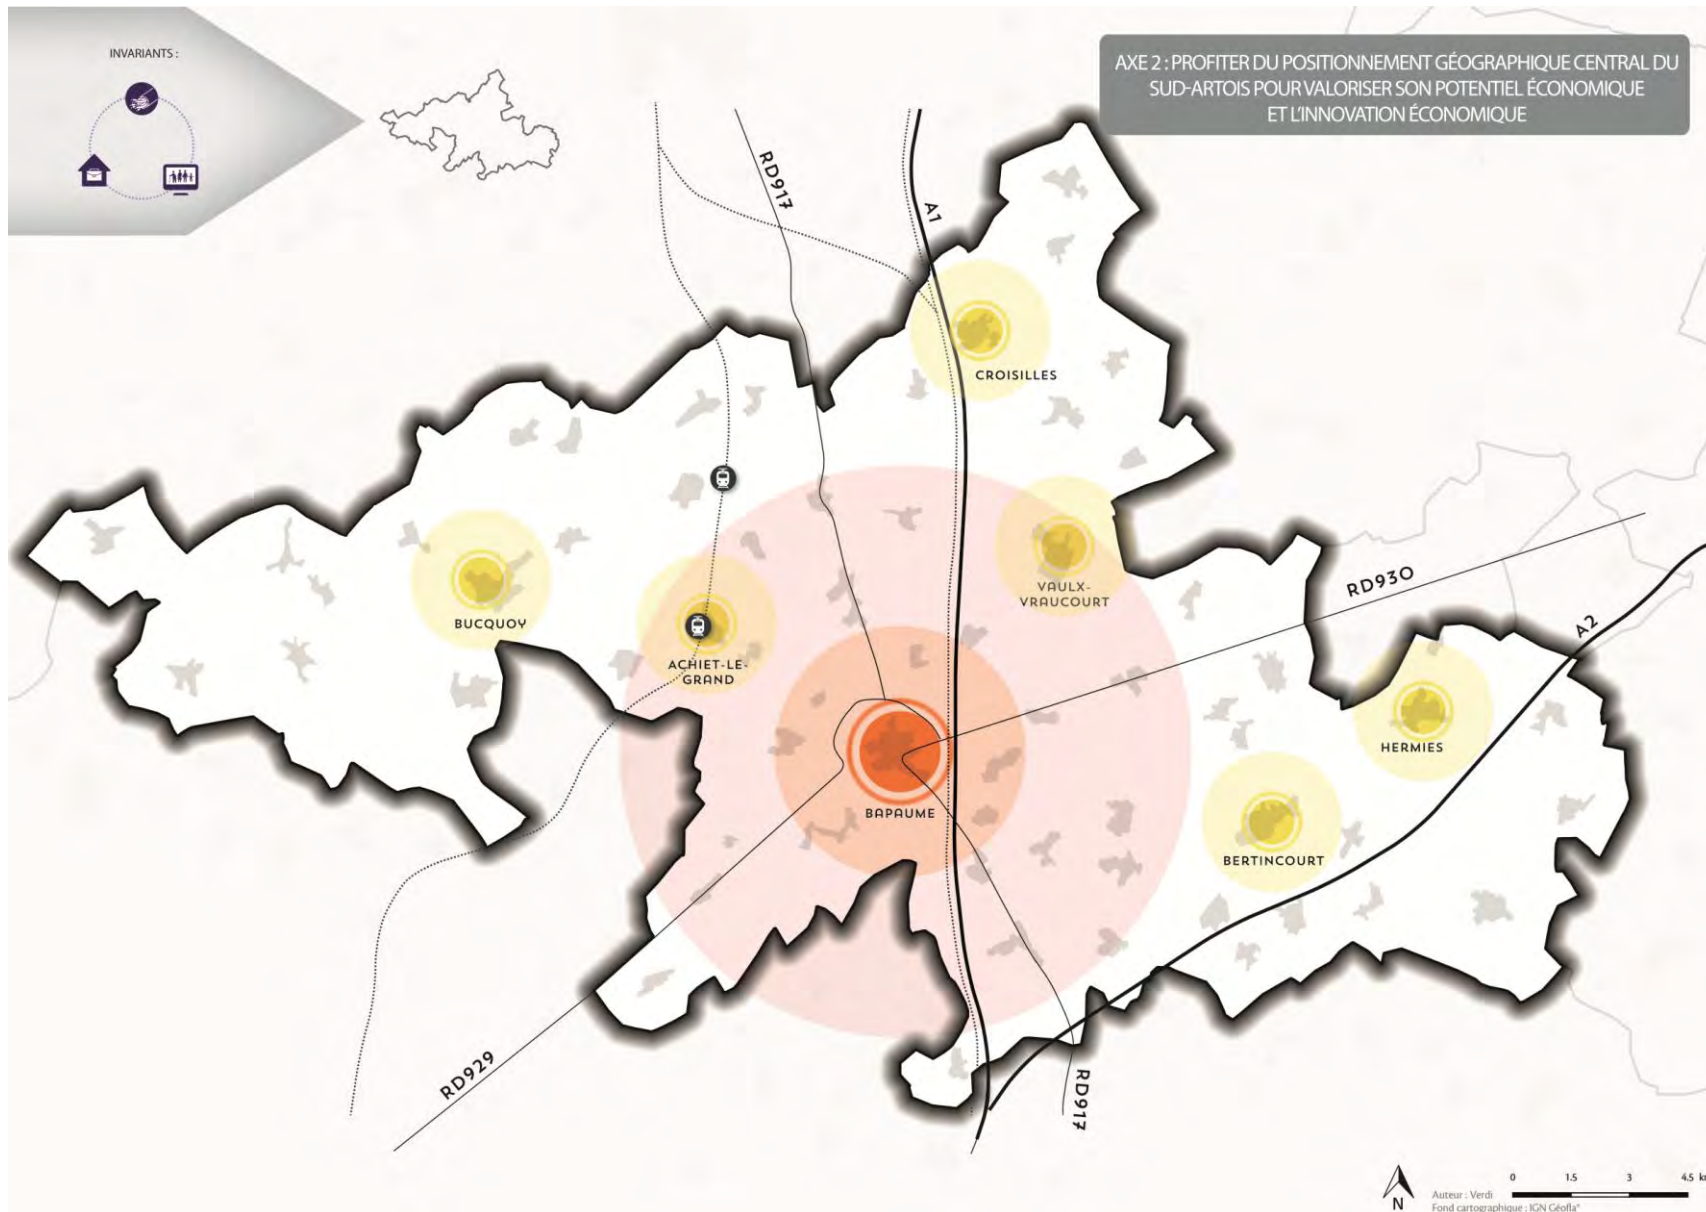 INVARIANTS :
AXE 2 : PROFITER DU POSITIONNEMENT GÉOGRAPHIQUE CENTRAL DU
SUD-ARTOIS POUR VALORISER SON POTENTIEL ÉCONOMIQUE
ET L'INNOVATION ÉCONOMIQUE
RD917
A1
CROISILLES
VAULX-
VRAUCOURT
RD930
A2
BUCQUOY
ACHIET-LE-
GRAND
HERMIES
BAPAUME
BERTINCOURT
RD929
RD917
N
0 1.5 3 4.5 km
Auteur : Verdi
Fond cartographique : IGN Géofla®